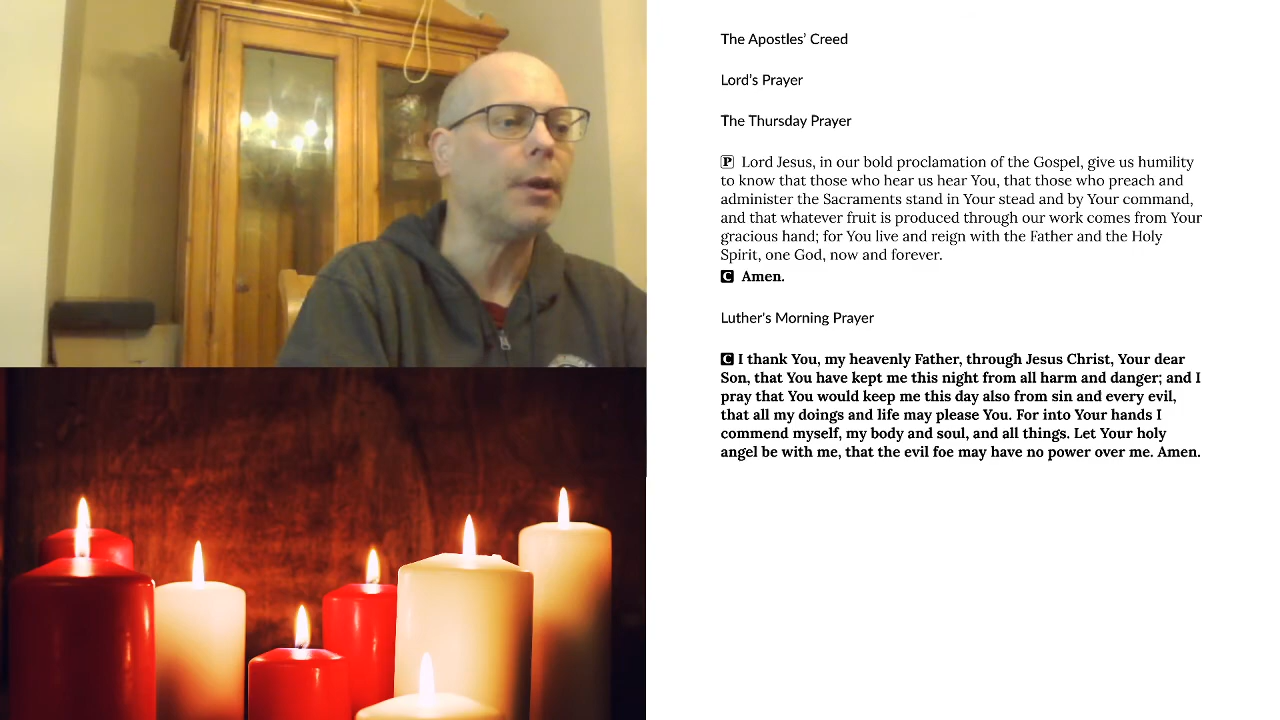 The Apostles’ Creed
Lord's Prayer
The Thursday Prayer
P Lord Jesus, in our bold proclamation of the Gospel, give us humility
to know that those who hear us hear You, that those who preach and
administer the Sacraments stand in Your stead and by Your command,
and that whatever fruit is produced through our work comes from Your
gracious hand; for You live and reign with the Father and the Holy
Spirit, one God, now and forever.
C Amen.
Luther's Morning Prayer
C I thank You, my heavenly Father, through Jesus Christ, Your dear
Son, that You have kept me this night from all harm and danger; and I
pray that You would keep me this day also from sin and every evil,
that all my doings and life may please You. For into Your hands I
commend myself, my body and soul, and all things. Let Your holy
angel be with me, that the evil foe may have no power over me. Amen.